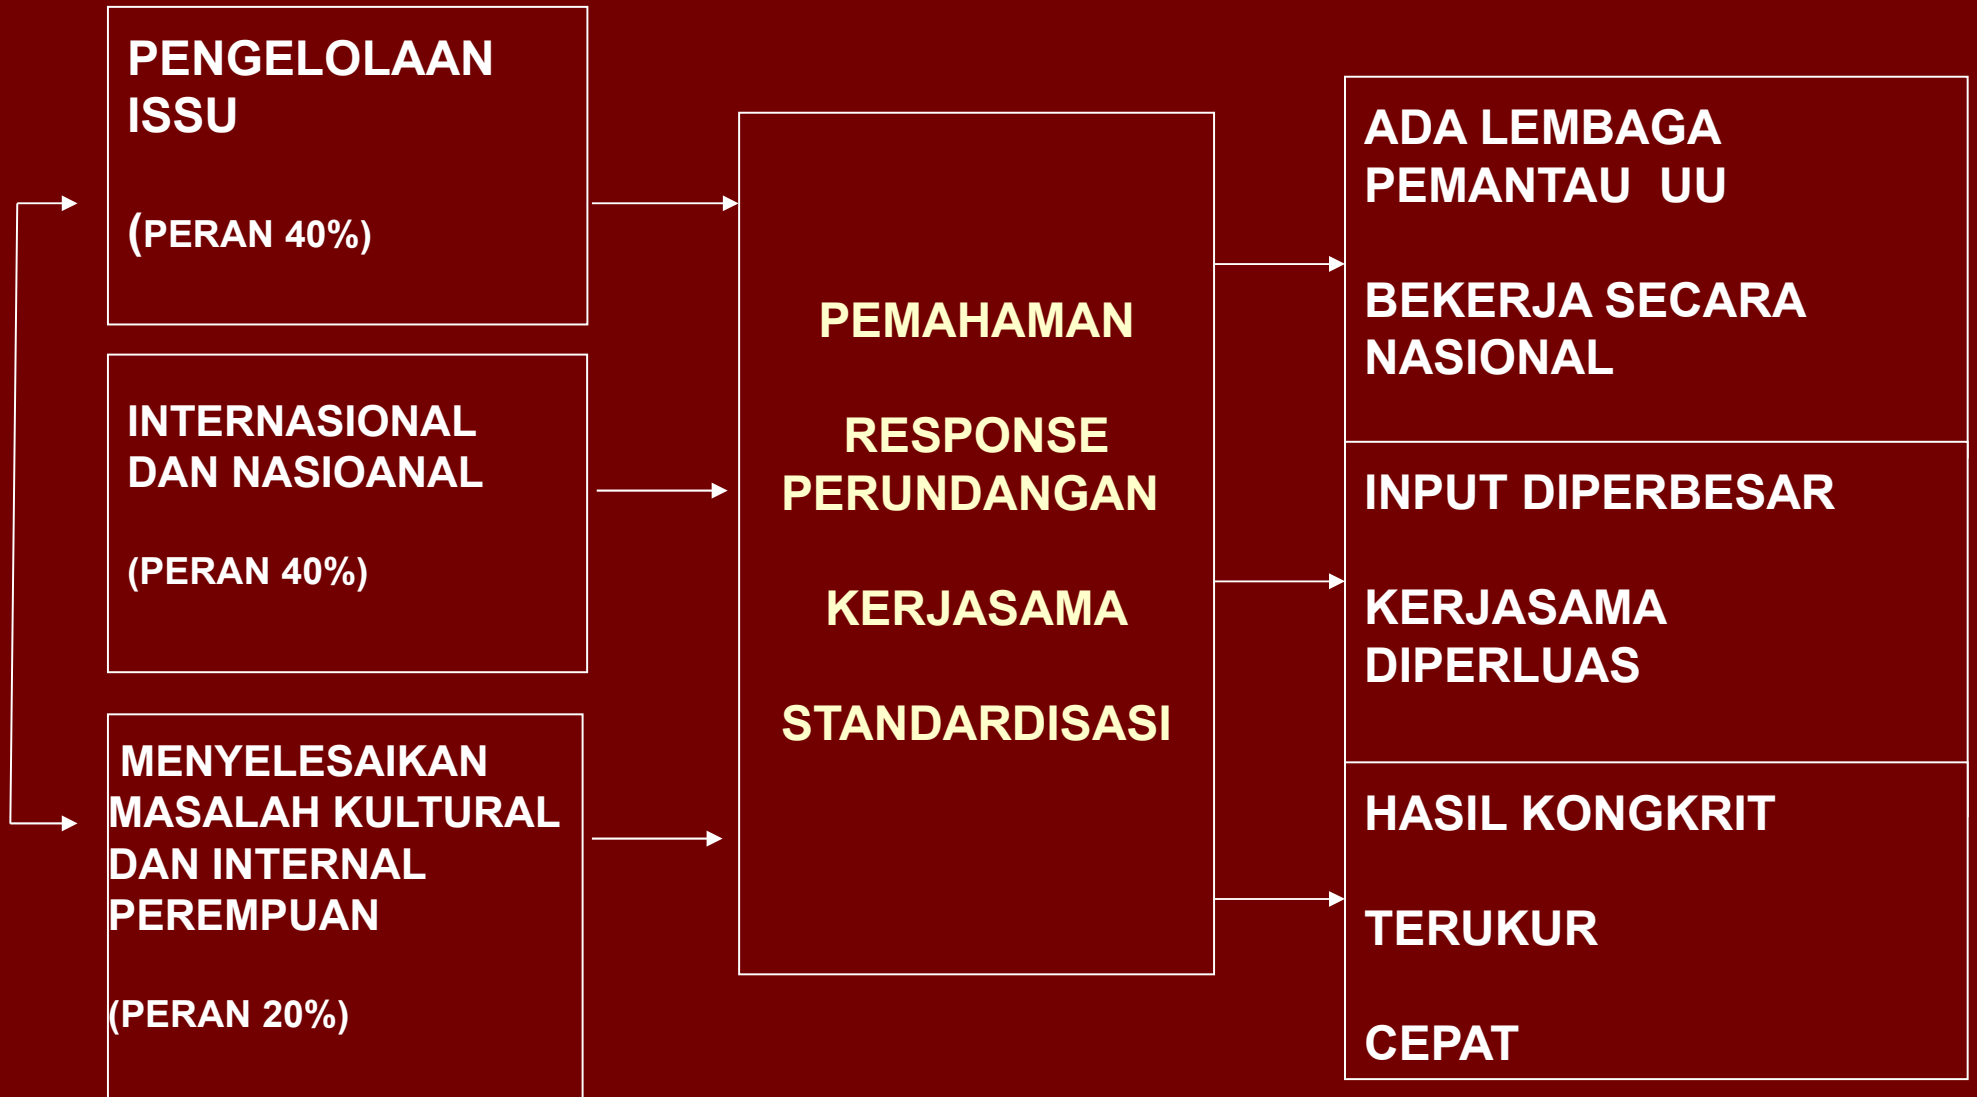 PENGELOLAAN
ISSU
(PERAN 40%)
INTERNASIONAL
DAN NASIOANAL
(PERAN 40%)
MENYELESAIKAN
MASALAH KULTURAL
DAN INTERNAL
PEREMPUAN
(PERAN 20%)
PEMAHAMAN
RESPONSE
PERUNDANGAN
KERJASAMA
STANDARDISASI
ADA LEMBAGA
PEMANTAU UU
BEKERJA SECARA
NASIONAL
INPUT DIPERBESAR
KERJASAMA
DIPERLUAS
HASIL KONGKRIT
TERUKUR
CEPAT